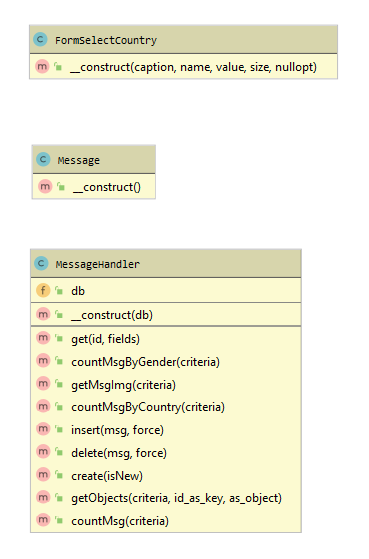 C FormSelectCountry
m __construct(caption, name, value, size, nullopt)
C Message
m __construct()
C MessageHandler
f db
m __construct(db)
m get(id, fields)
m countMsgByGender(criteria)
m getMsgImg(criteria)
m countMsgByCountry(criteria)
m insert(msg, force)
m delete(msg, force)
m create(isNew)
m getObjects(criteria, id_as_key, as_object)
m countMsg(criteria)